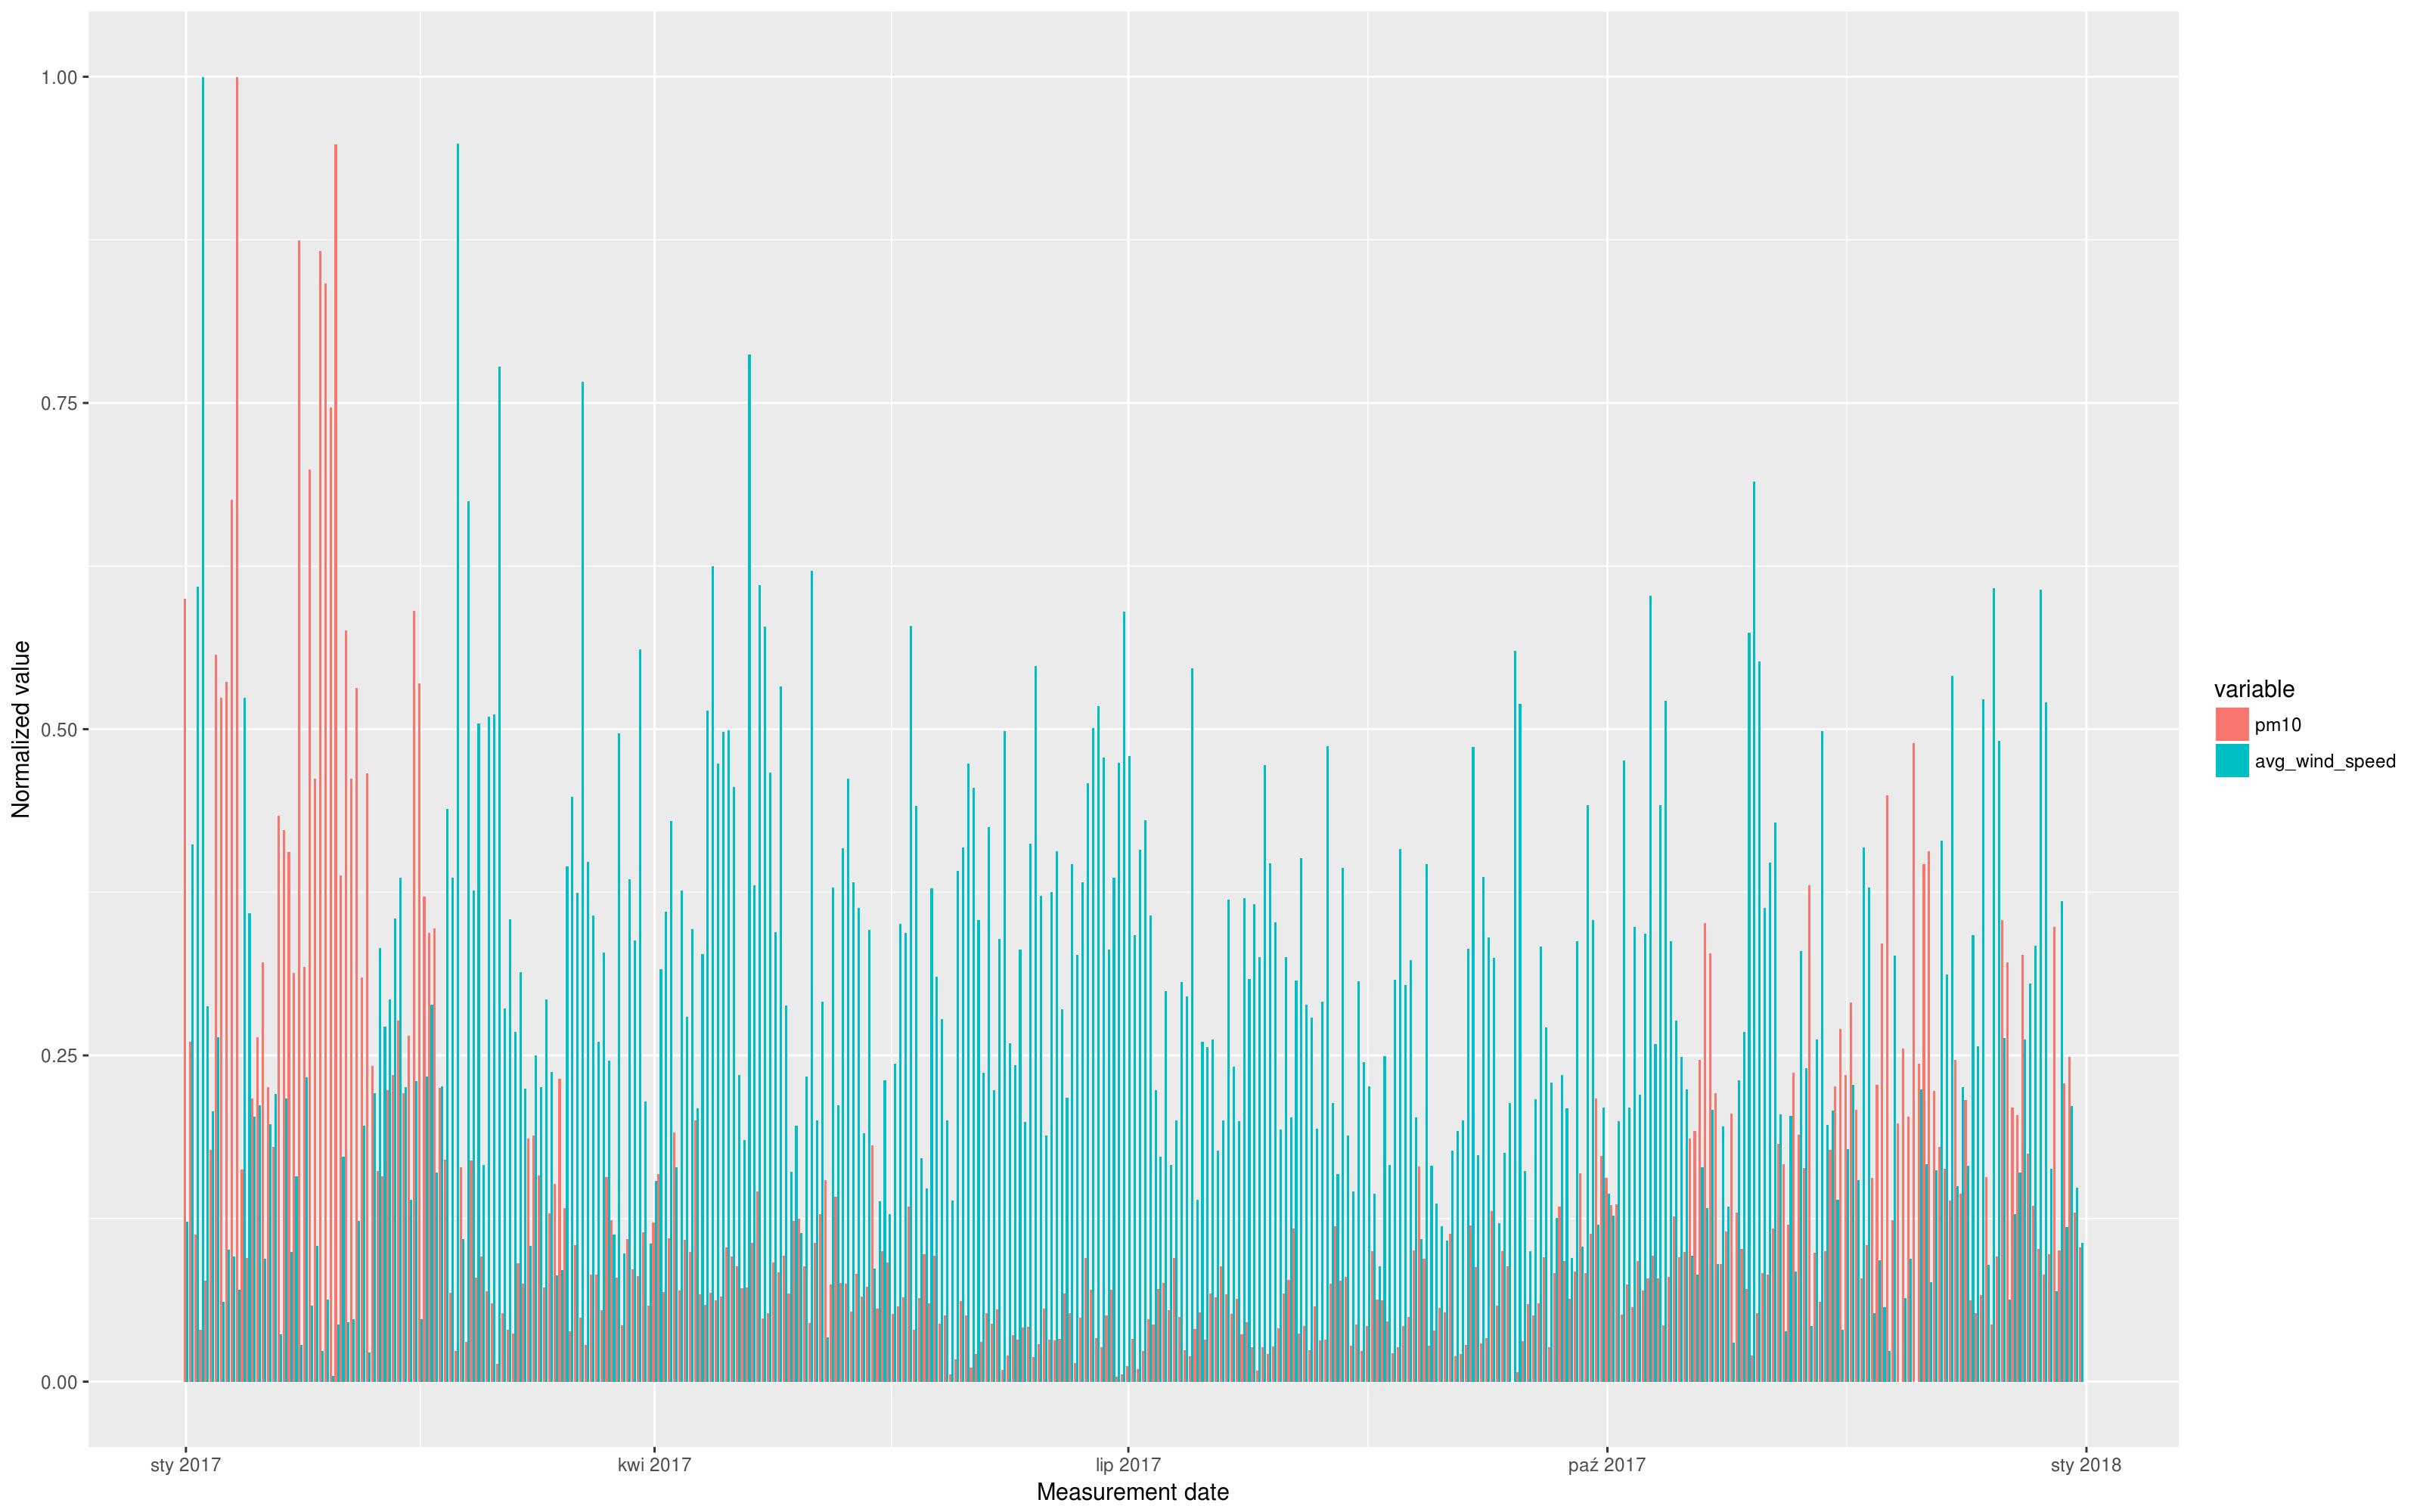 1.00
0.75
0.50
0.25
0.00
Normalized value
sty 2017
kwi 2017
lip 2017
paź 2017
sty 2018
Measurement date
variable
pm10
avg_wind_speed